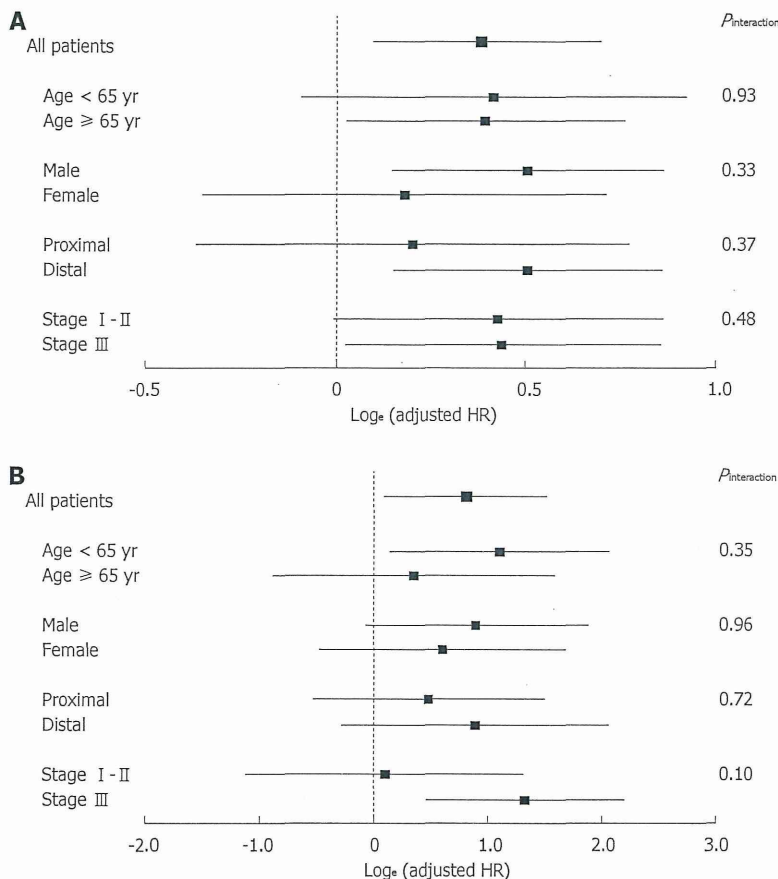 A
P interaction
All patients
Age < 65 yr 0.93
Age ≥ 65 yr
Male 0.33
Female
Proximal 0.37
Distal
Stage Ⅰ-Ⅱ 0.48
Stage Ⅲ
-0.5 0 0.5 1.0
Logₑ (adjusted HR)
B
P interaction
All patients
Age < 65 yr 0.35
Age ≥ 65 yr
Male 0.96
Female
Proximal 0.72
Distal
Stage Ⅰ-Ⅱ 0.10
Stage Ⅲ
-2.0 -1.0 0 1.0 2.0 3.0
Logₑ (adjusted HR)